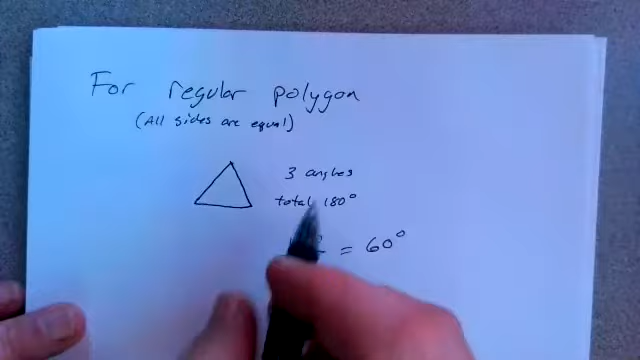 For regular polygon
(All sides are equal)
3 angles
total 180°
= 60°